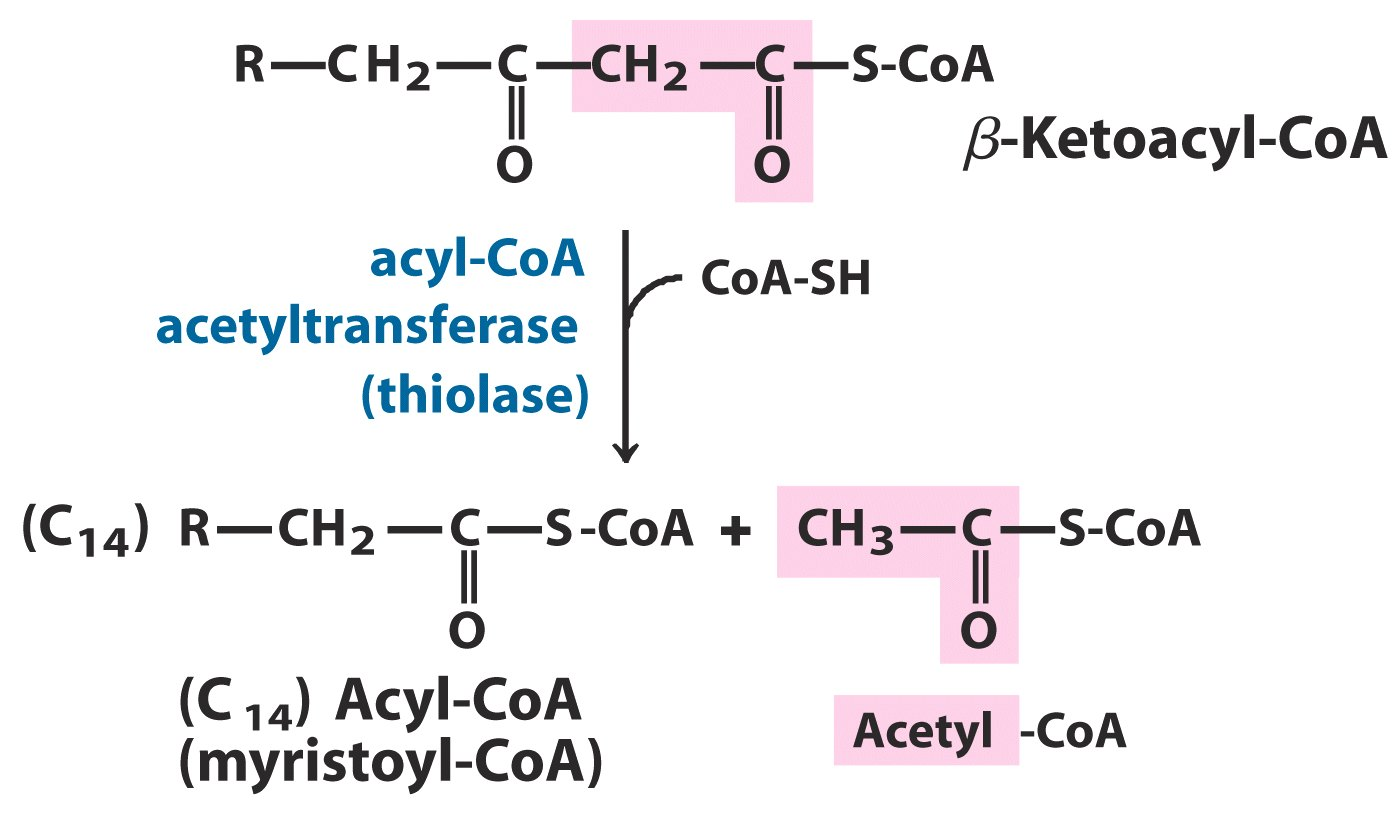 R—CH₂—C—CH₂—C—S-CoA
O O
β-Ketoacyl-CoA
acyl-CoA
acetyltransferase
(thiolase)
CoA-SH
(C₁₄) R—CH₂—C—S-CoA + CH₃—C—S-CoA
O O
(C₁₄) Acyl-CoA
(myristoyl-CoA)
Acetyl-CoA